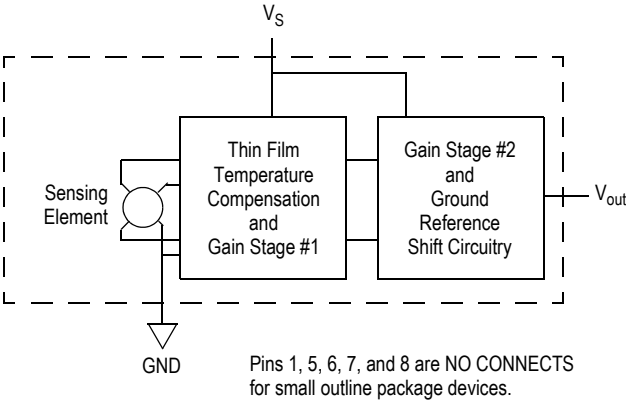 VS
Thin Film
Temperature
Compensation
and
Gain Stage #1
Gain Stage #2
and
Ground
Reference
Shift Circuitry
Sensing
Element
Vout
GND
Pins 1, 5, 6, 7, and 8 are NO CONNECTS
for small outline package devices.